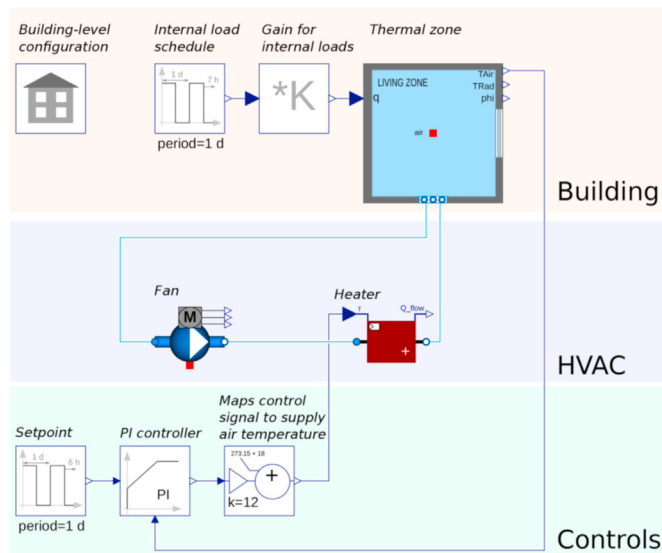 Building-level
configuration
Internal load
schedule
Gain for
internal loads
Thermal zone
1 d
7 h
period=1 d
*K
LIVING ZONE
q
air
TAir
TRad
phi
Building
Fan
M
Heater
T
Q_flow
+
HVAC
Setpoint
1 d
6 h
period=1 d
PI controller
PI
Maps control
signal to supply
air temperature
273.15 + 18
+
k=12
Controls